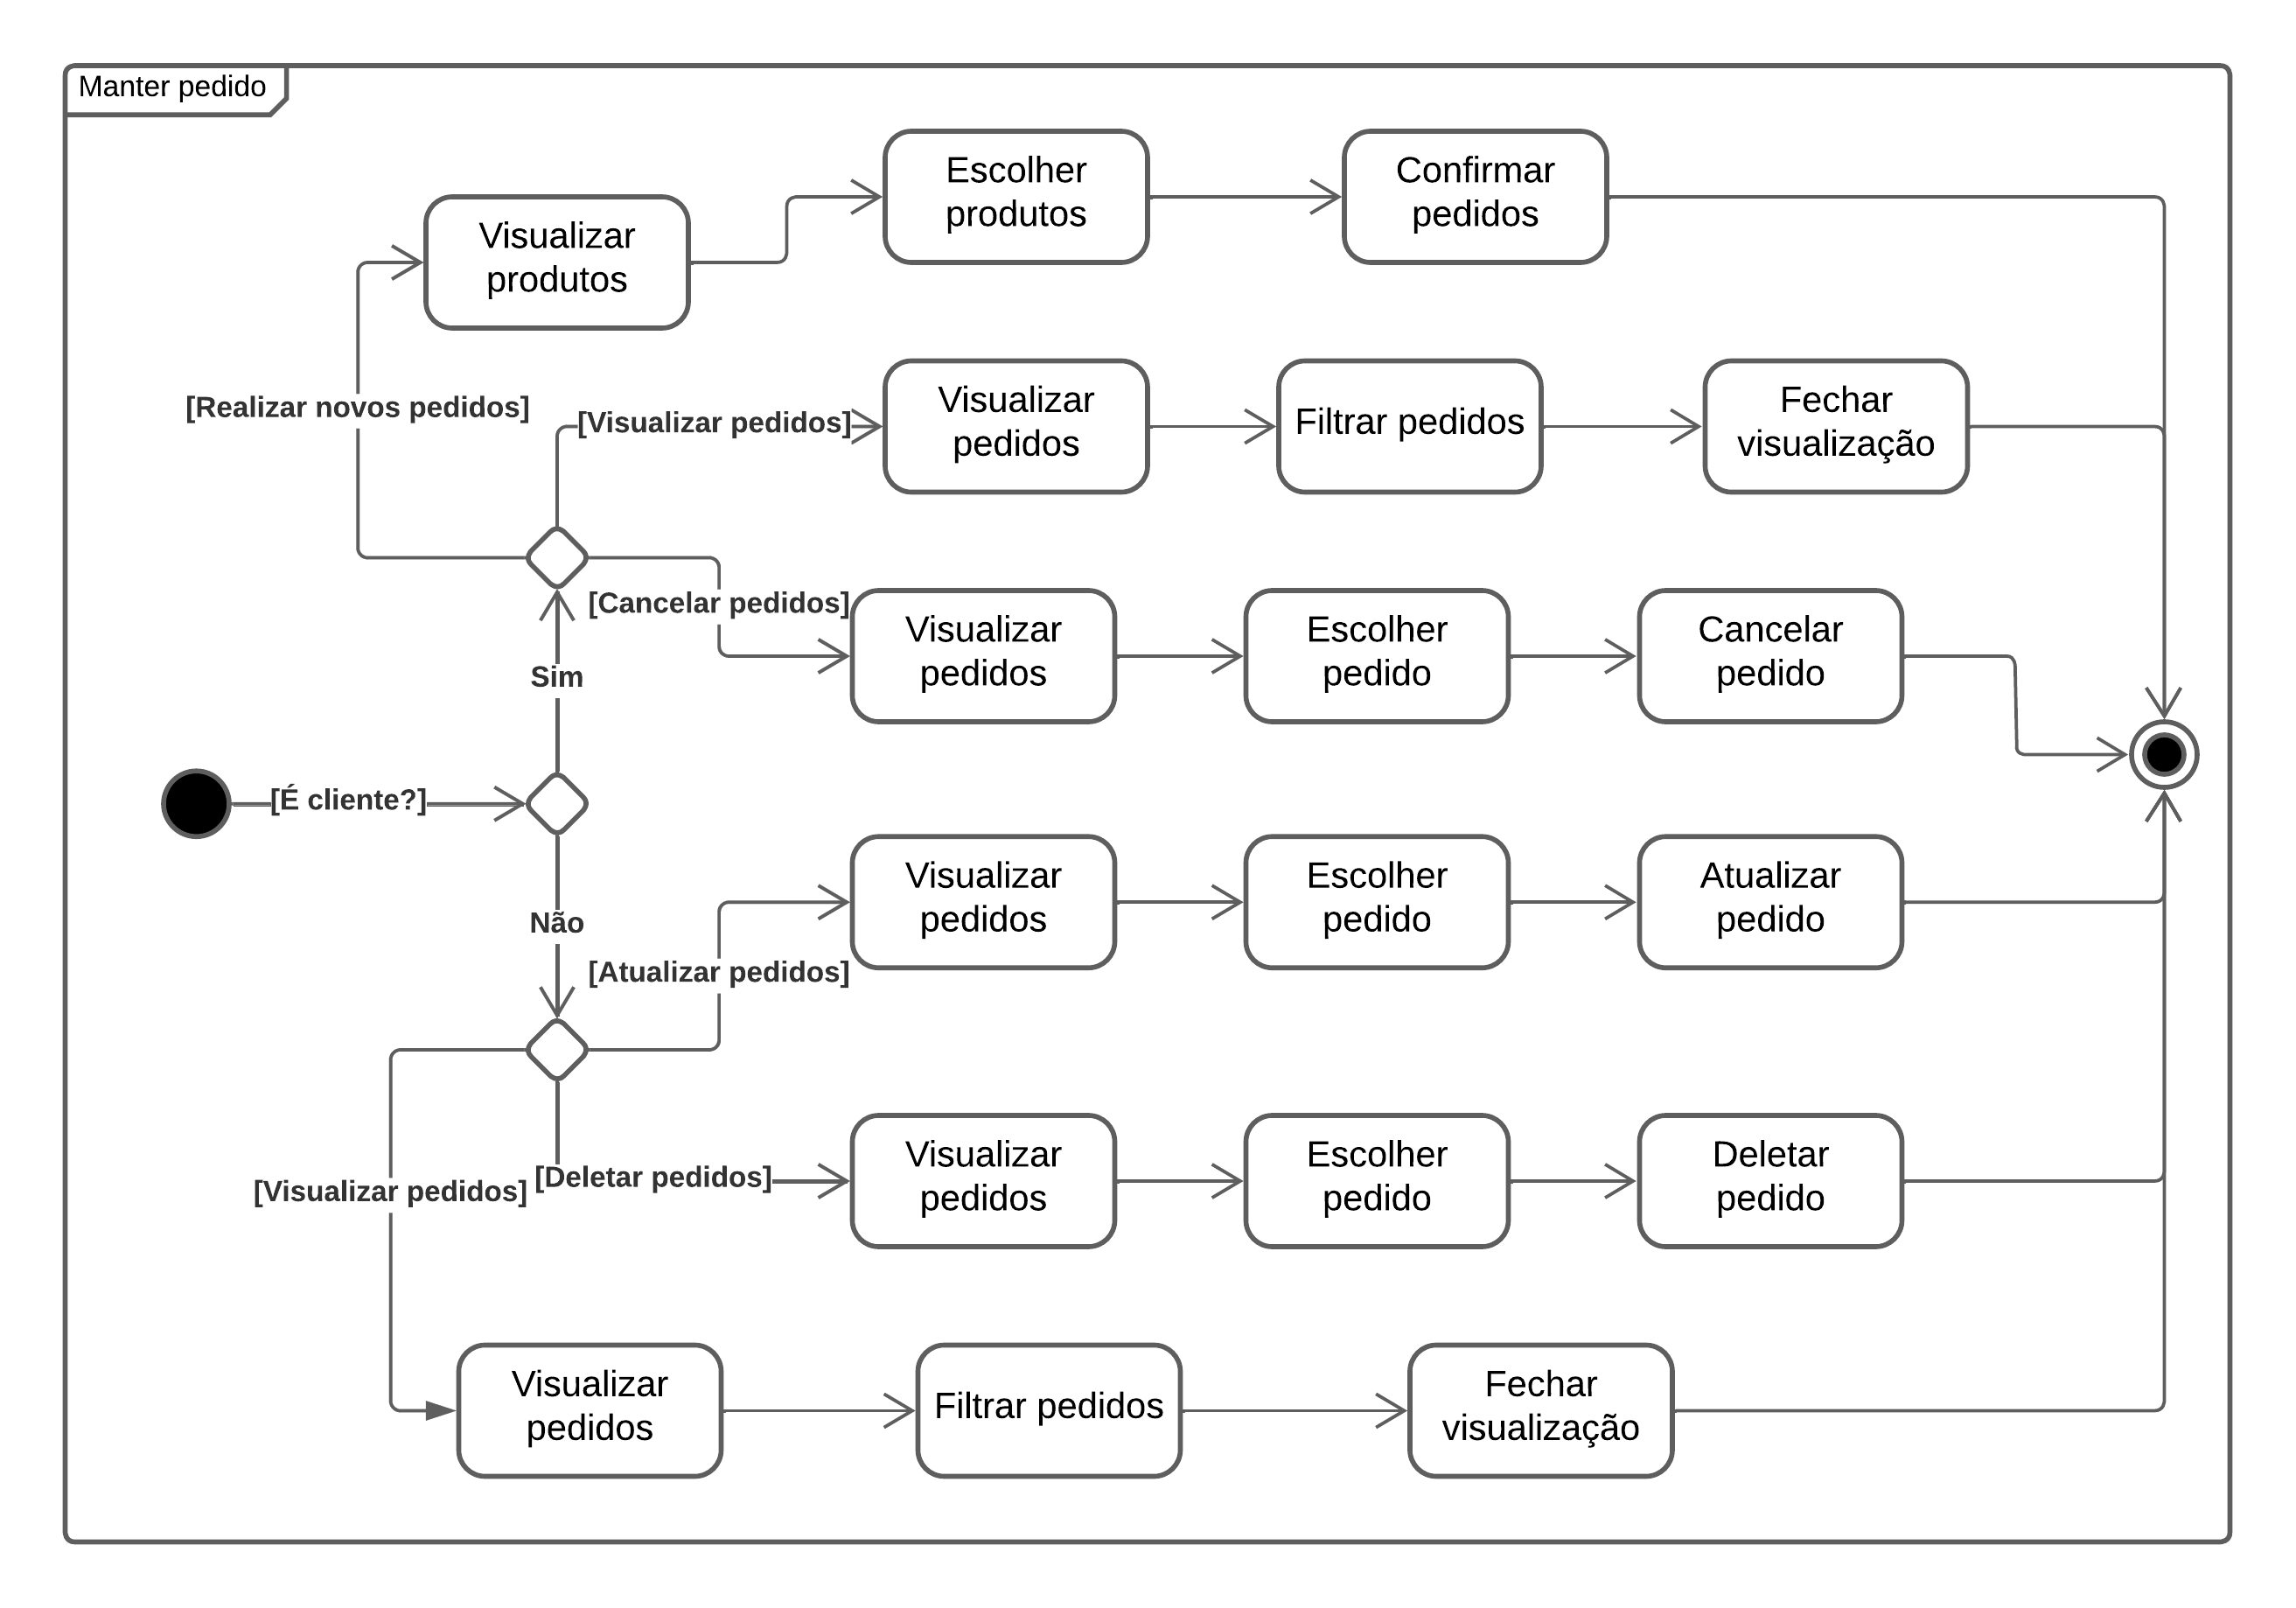 Manter pedido
Escolher
produtos
Confirmar
pedidos
Visualizar
produtos
[Realizar novos pedidos]
[Visualizar pedidos]
Visualizar
pedidos
Filtrar pedidos
Fechar
visualização
[Cancelar pedidos]
Visualizar
pedidos
Escolher
pedido
Cancelar
pedido
Sim
[É cliente?]
Não
Visualizar
pedidos
Escolher
pedido
Atualizar
pedido
[Atualizar pedidos]
[Visualizar pedidos]
[Deletar pedidos]
Visualizar
pedidos
Escolher
pedido
Deletar
pedido
Visualizar
pedidos
Filtrar pedidos
Fechar
visualização